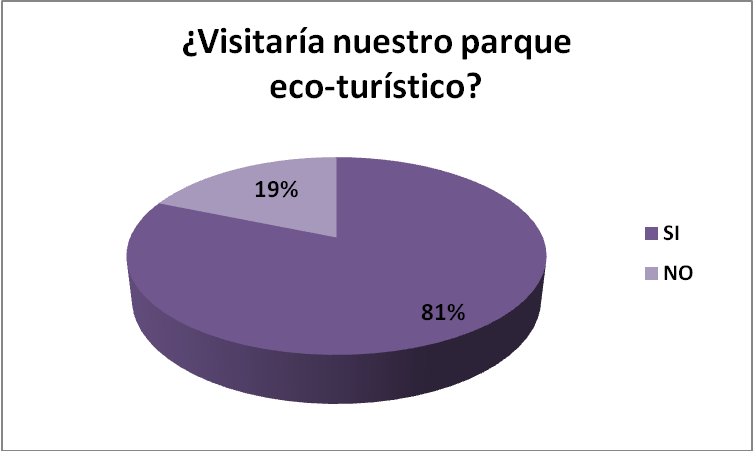 ¿Visitaría nuestro parque
eco-turístico?
19%
SI
NO
81%